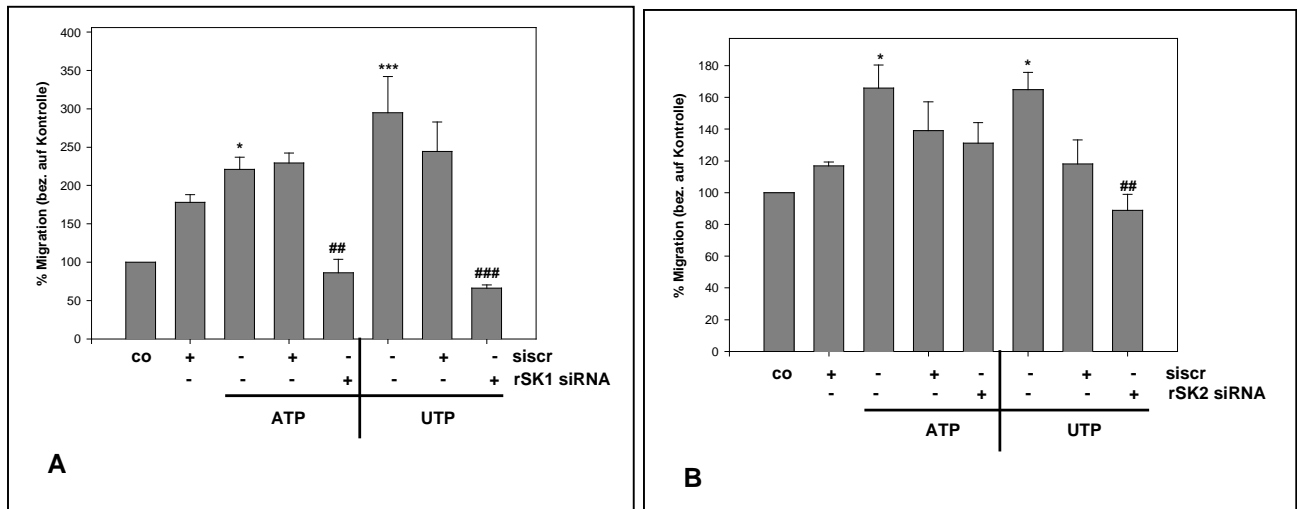 400
350
300
250
200
150
100
50
0
% Migration (bez. auf Kontrolle)
*
##
***
###
co + - + - - + - siscr
- - - + - - + rSK1 siRNA
ATP UTP
A
180
160
140
120
100
80
60
40
20
0
% Migration (bez. auf Kontrolle)
*
*
##
co + - + - - + - siscr
- - - + - - + rSK2 siRNA
ATP UTP
B